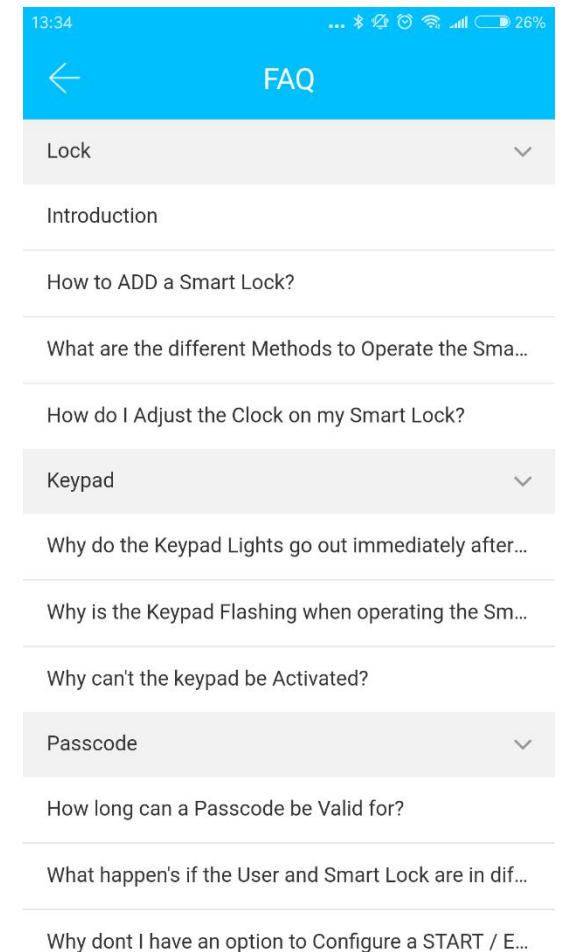 13:34 ... 26%
FAQ
Lock
Introduction
How to ADD a Smart Lock?
What are the different Methods to Operate the Sma...
How do I Adjust the Clock on my Smart Lock?
Keypad
Why do the Keypad Lights go out immediately after...
Why is the Keypad Flashing when operating the Sm...
Why can't the keypad be Activated?
Passcode
How long can a Passcode be Valid for?
What happen's if the User and Smart Lock are in dif...
Why dont I have an option to Configure a START / E...